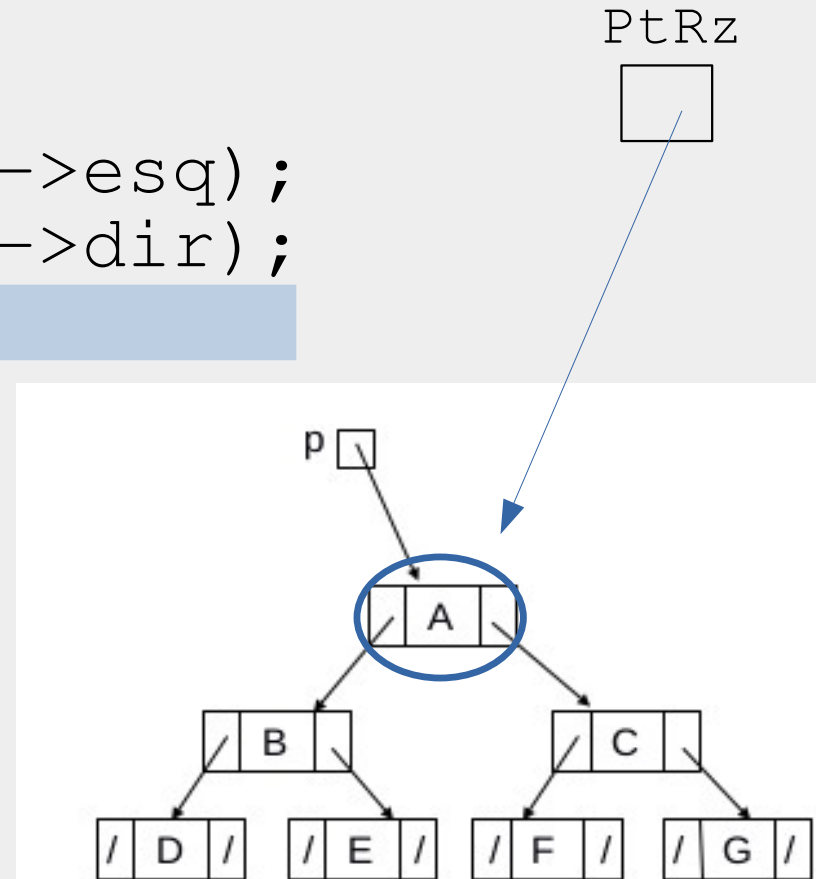 PtRz
->esq);
->dir);
p
A
B C
/ D / / E / / F / / G /